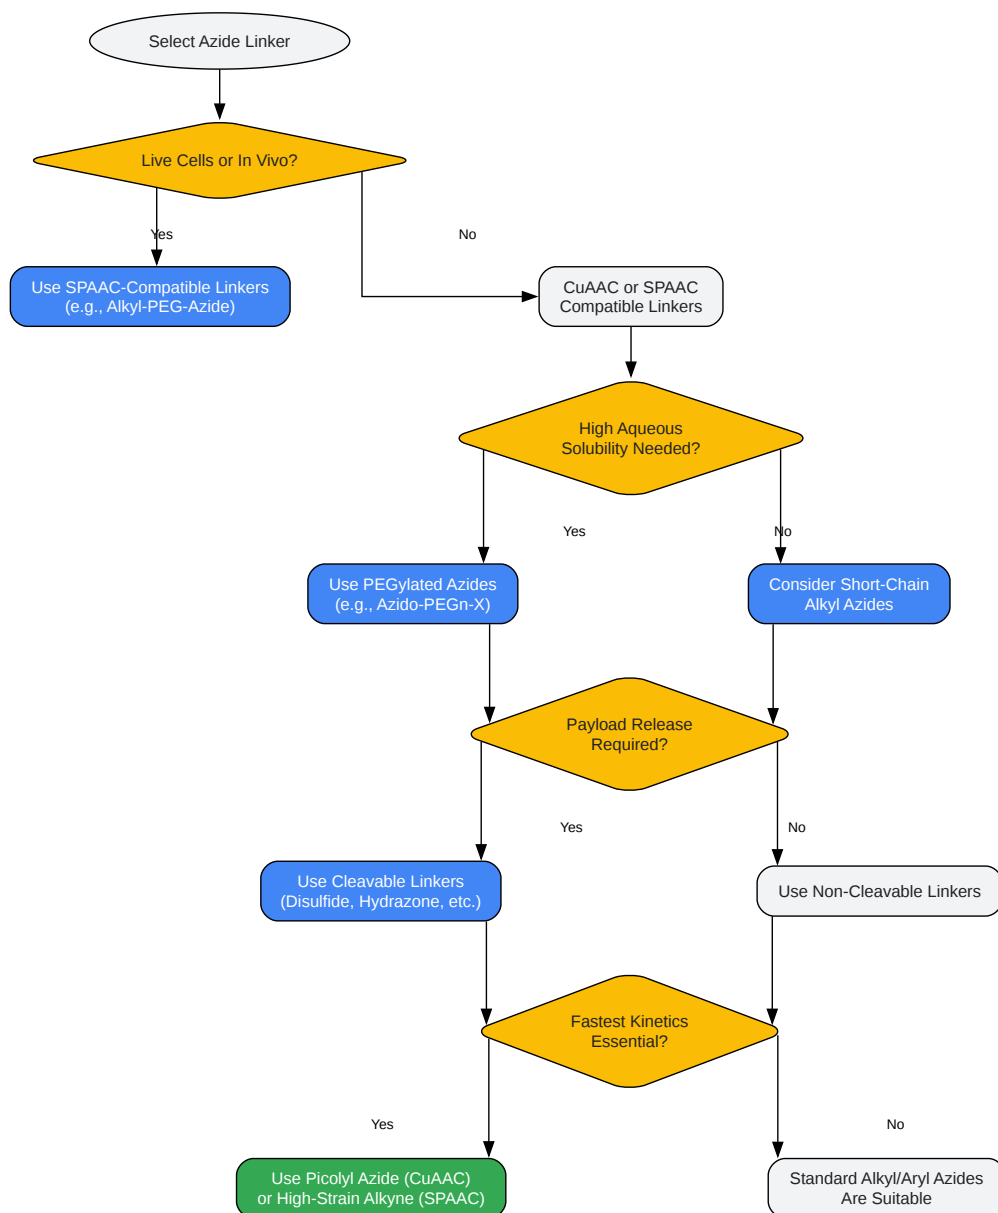 Select Azide Linker
Live Cells or In Vivo?
Yes
No
Use SPAAC-Compatible Linkers
(e.g., Alkyl-PEG-Azide)
CuAAC or SPAAC
Compatible Linkers
High Aqueous
Solubility Needed?
Yes
No
Use PEGylated Azides
(e.g., Azido-PEGn-X)
Consider Short-Chain
Alkyl Azides
Payload Release
Required?
Yes
No
Use Cleavable Linkers
(Disulfide, Hydrazone, etc.)
Use Non-Cleavable Linkers
Fastest Kinetics
Essential?
Yes
No
Use Picolyl Azide (CuAAC)
or High-Strain Alkyne (SPAAC)
Standard Alkyl/Aryl Azides
Are Suitable